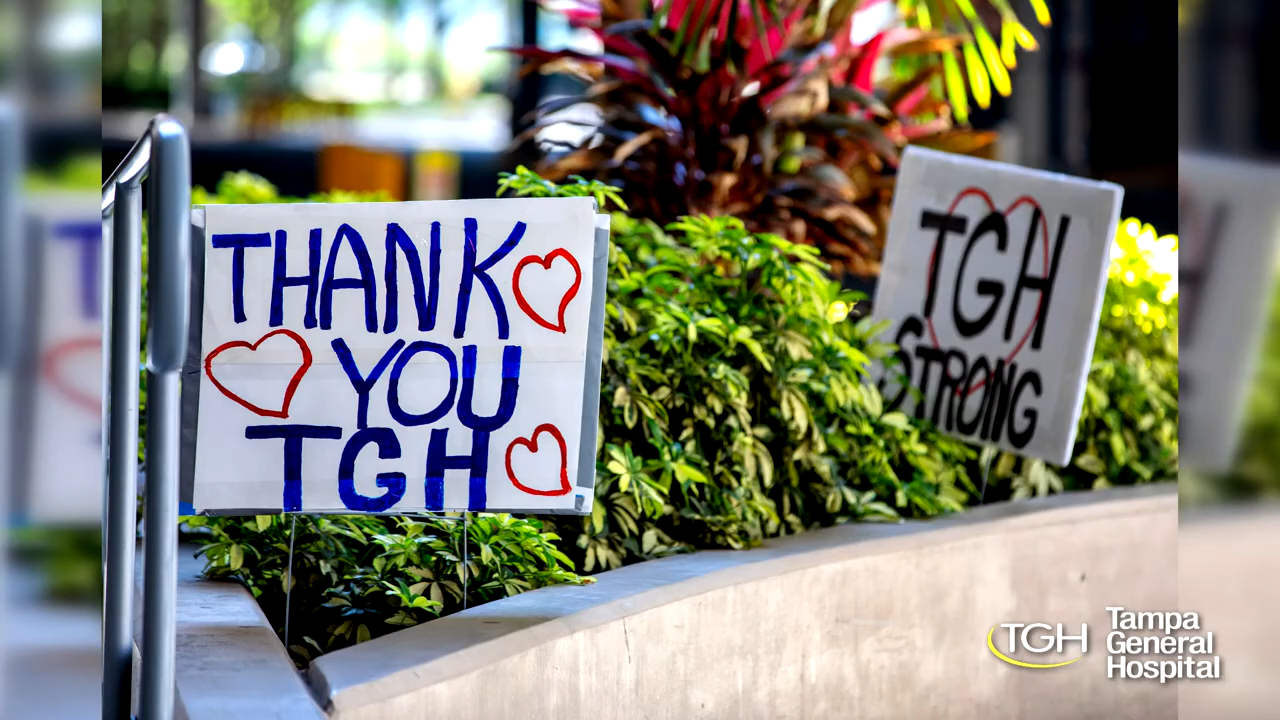 THANK
YOU
TGH
TGH
STRONG
TGH
Tampa
General
Hospital